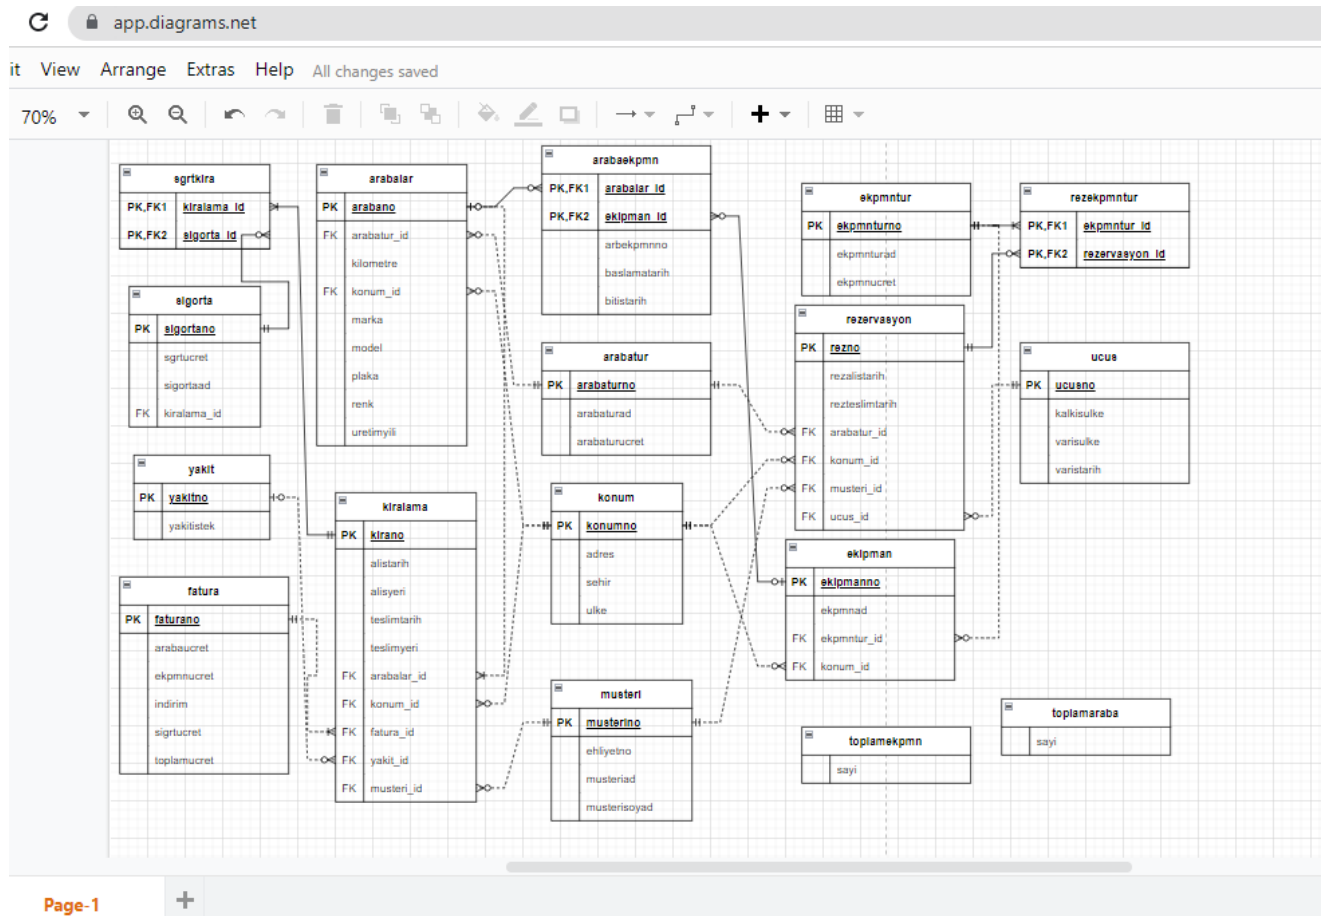 app.diagrams.net
it View Arrange Extras Help All changes saved
70%
sgrtkira
PK,FK1 kiralama_id
PK,FK2 sigorta_id
sigorta
PK sigortano
sgrtucret
sigortaad
FK kiralama_id
yakit
PK yakitno
yakitistek
fatura
PK faturano
arabaucret
ekpmnucret
indirim
sigrtucret
toplamucret
arabalar
PK arabano
FK arabatur_id
kilometre
FK konum_id
marka
model
plaka
renk
uretimyili
kiralama
PK kirano
alistarih
alisyeri
teslimtarih
teslimyeri
FK arabalar_id
FK konum_id
FK fatura_id
FK yakit_id
FK musteri_id
arabaekpmn
PK,FK1 arabalar_id
PK,FK2 ekipman_id
arbekpmnno
baslamatarih
bitistarih
arabatur
PK arabaturno
arabaturad
arabaturucret
konum
PK konumno
adres
sehir
ulke
musteri
PK musterino
ehliyetno
musteriad
musterisoyad
ekpmntur
PK ekpmnturno
ekpmnturad
ekpmnucret
rezervasyon
PK rezno
rezalistarih
rezteslimtarih
FK arabatur_id
FK konum_id
FK musteri_id
FK ucus_id
ekipman
PK ekipmanno
ekpmnad
FK ekpmntur_id
FK konum_id
toplamekpmn
sayi
rezekpmntur
PK,FK1 ekpmntur_id
PK,FK2 rezervasyon_id
ucus
PK ucusno
kalkisulke
varisulke
varistarih
toplamaraba
sayi
Page-1